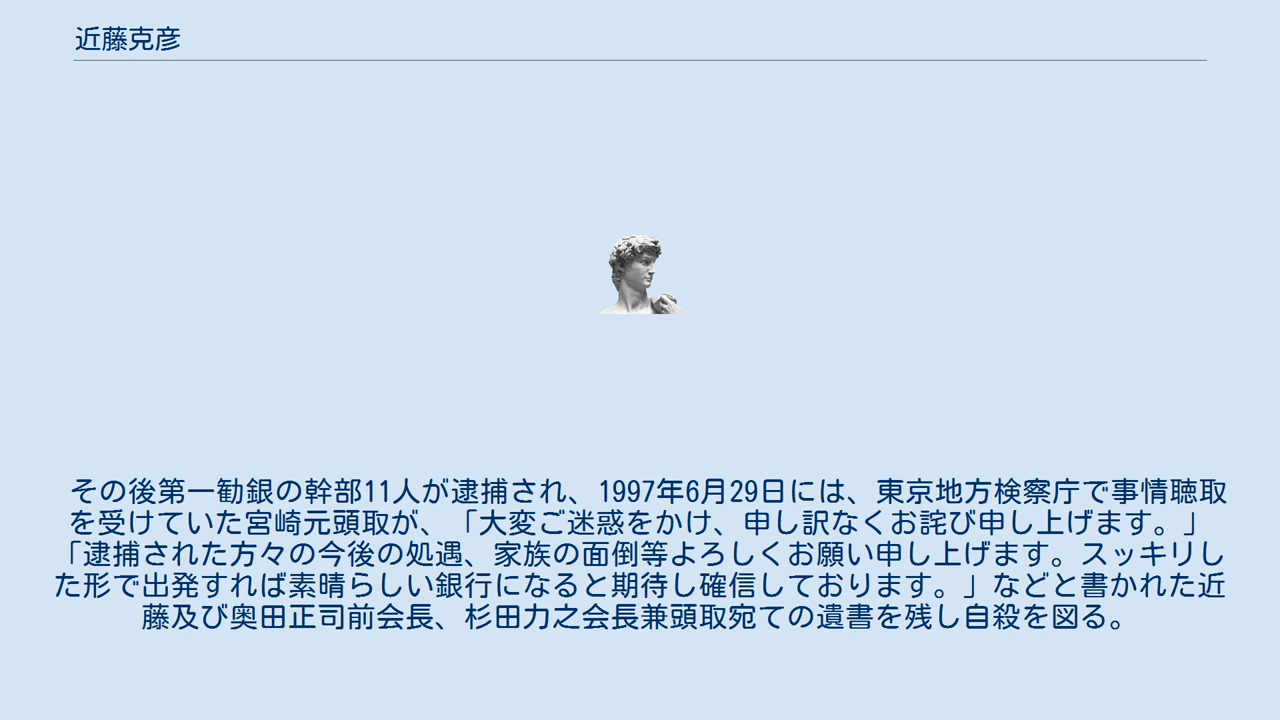 近藤克彦
その後第一勧銀の幹部11人が逮捕され、1997年6月29日には、東京地方検察庁で事情聴取
を受けていた宮崎元頭取が、「大変ご迷惑をかけ、申し訳なくお詫び申し上げます。」
「逮捕された方々の今後の処遇、家族の面倒等よろしくお願い申し上げます。スッキリし
た形で出発すれば素晴らしい銀行になると期待し確信しております。」などと書かれた近
藤及び奥田正司前会長、杉田力之会長兼頭取宛ての遺書を残し自殺を図る。